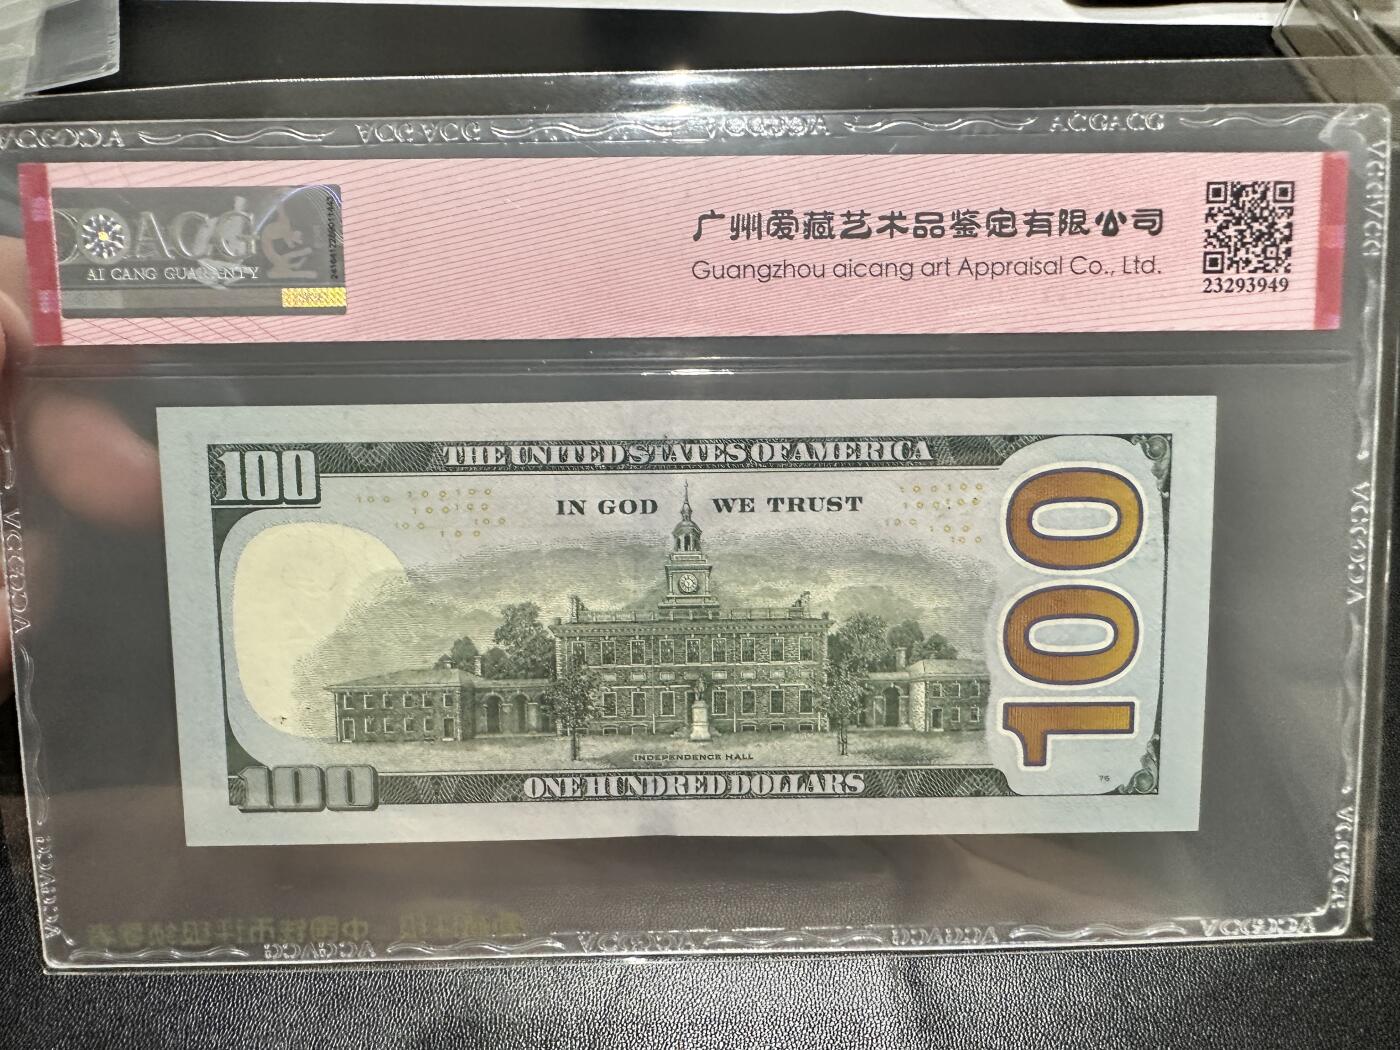 ACG
AI CANG GUARANTY
广州爱藏艺术品鉴定有限公司
Guangzhou aicang art Appraisal Co., Ltd.
23293949
100
THE UNITED STATES OF AMERICA
IN GOD WE TRUST
100
INDEPENDENCE HALL
100
ONE HUNDRED DOLLARS
76